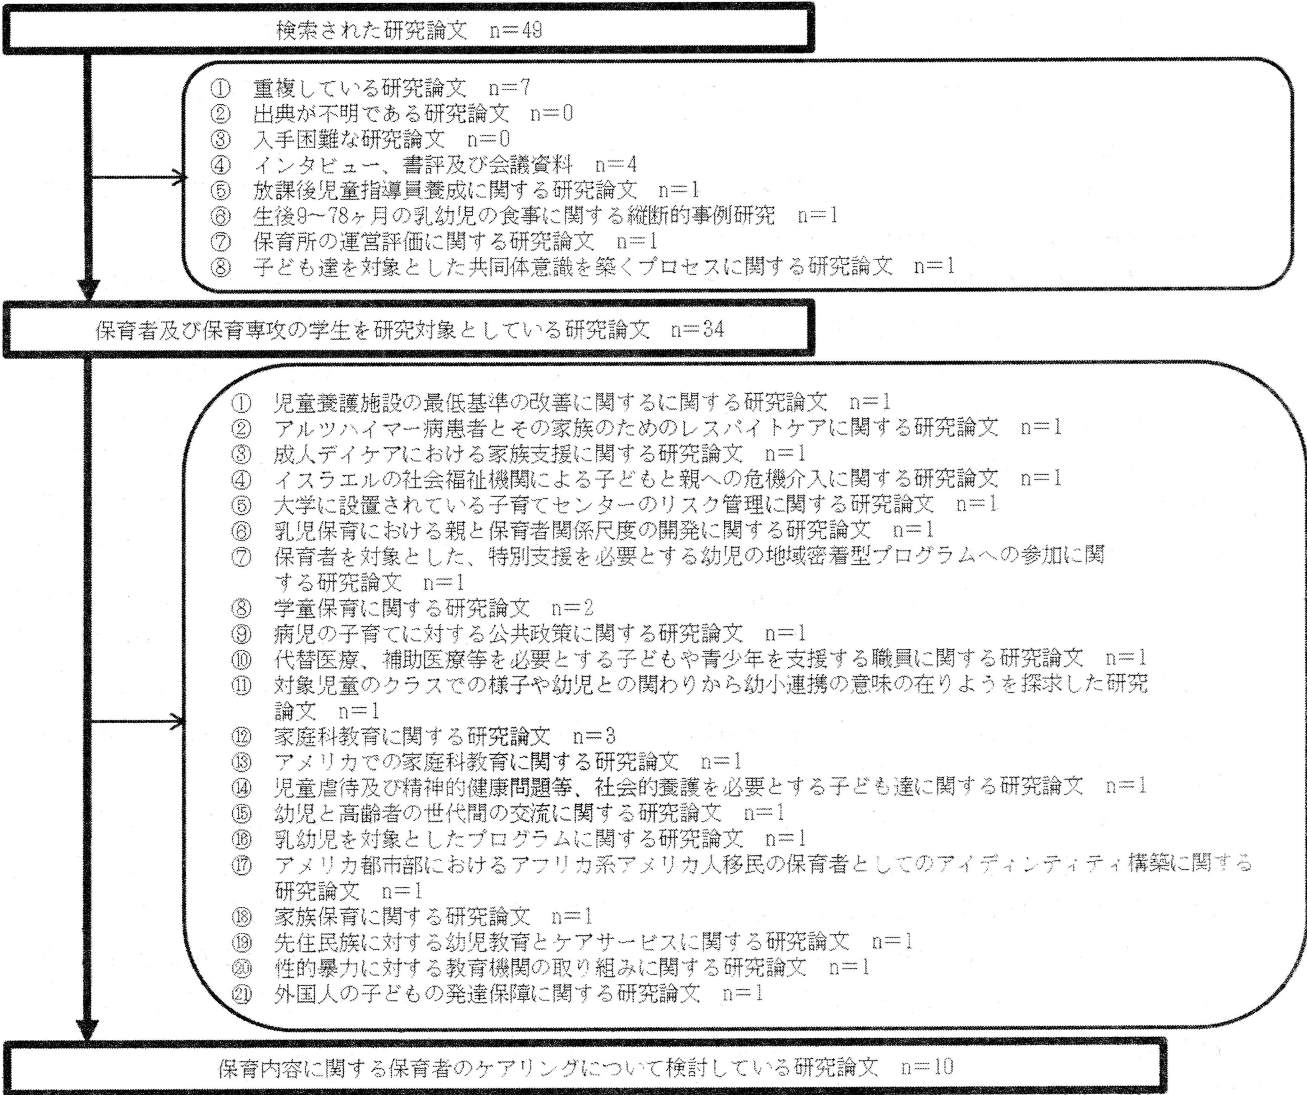 検索された研究論文 n=49
① 重複している研究論文 n=7
② 出典が不明である研究論文 n=0
③ 入手困難な研究論文 n=0
④ インタビュー、書評及び会議資料 n=4
⑤ 放課後児童指導員養成に関する研究論文 n=1
⑥ 生後9~78ヶ月の乳幼児の食事に関する縦断的事例研究 n=1
⑦ 保育所の運営評価に関する研究論文 n=1
⑧ 子ども達を対象とした共同体意識を築くプロセスに関する研究論文 n=1
保育者及び保育専攻の学生を研究対象としている研究論文 n=34
① 児童養護施設の最低基準の改善に関するに関する研究論文 n=1
② アルツハイマー病患者とその家族のためのレスパイトケアに関する研究論文 n=1
③ 成人デイケアにおける家族支援に関する研究論文 n=1
④ イスラエルの社会福祉機関による子どもと親への危機介入に関する研究論文 n=1
⑤ 大学に設置されている子育てセンターのリスク管理に関する研究論文 n=1
⑥ 乳児保育における親と保育者関係尺度の開発に関する研究論文 n=1
⑦ 保育者を対象とした、特別支援を必要とする幼児の地域密着型プログラムへの参加に関
する研究論文 n=1
⑧ 学童保育に関する研究論文 n=2
⑨ 病児の子育てに対する公共政策に関する研究論文 n=1
⑩ 代替医療、補助医療等を必要とする子どもや青少年を支援する職員に関する研究論文 n=1
⑪ 対象児童のクラスでの様子や幼児との関わりから幼小連携の意味の在りようを探求した研究
論文 n=1
⑫ 家庭科教育に関する研究論文 n=3
⑬ アメリカでの家庭科教育に関する研究論文 n=1
⑭ 児童虐待及び精神的健康問題等、社会的養護を必要とする子ども達に関する研究論文 n=1
⑮ 幼児と高齢者の世代間の交流に関する研究論文 n=1
⑯ 乳幼児を対象としたプログラムに関する研究論文 n=1
⑰ アメリカ都市部におけるアフリカ系アメリカ人移民の保育者としてのアイディンティティ構築に関する
研究論文 n=1
⑱ 家族保育に関する研究論文 n=1
⑲ 先住民族に対する幼児教育とケアサービスに関する研究論文 n=1
⑳ 性的暴力に対する教育機関の取り組みに関する研究論文 n=1
㉑ 外国人の子どもの発達保障に関する研究論文 n=1
保育内容に関する保育者のケアリングについて検討している研究論文 n=10